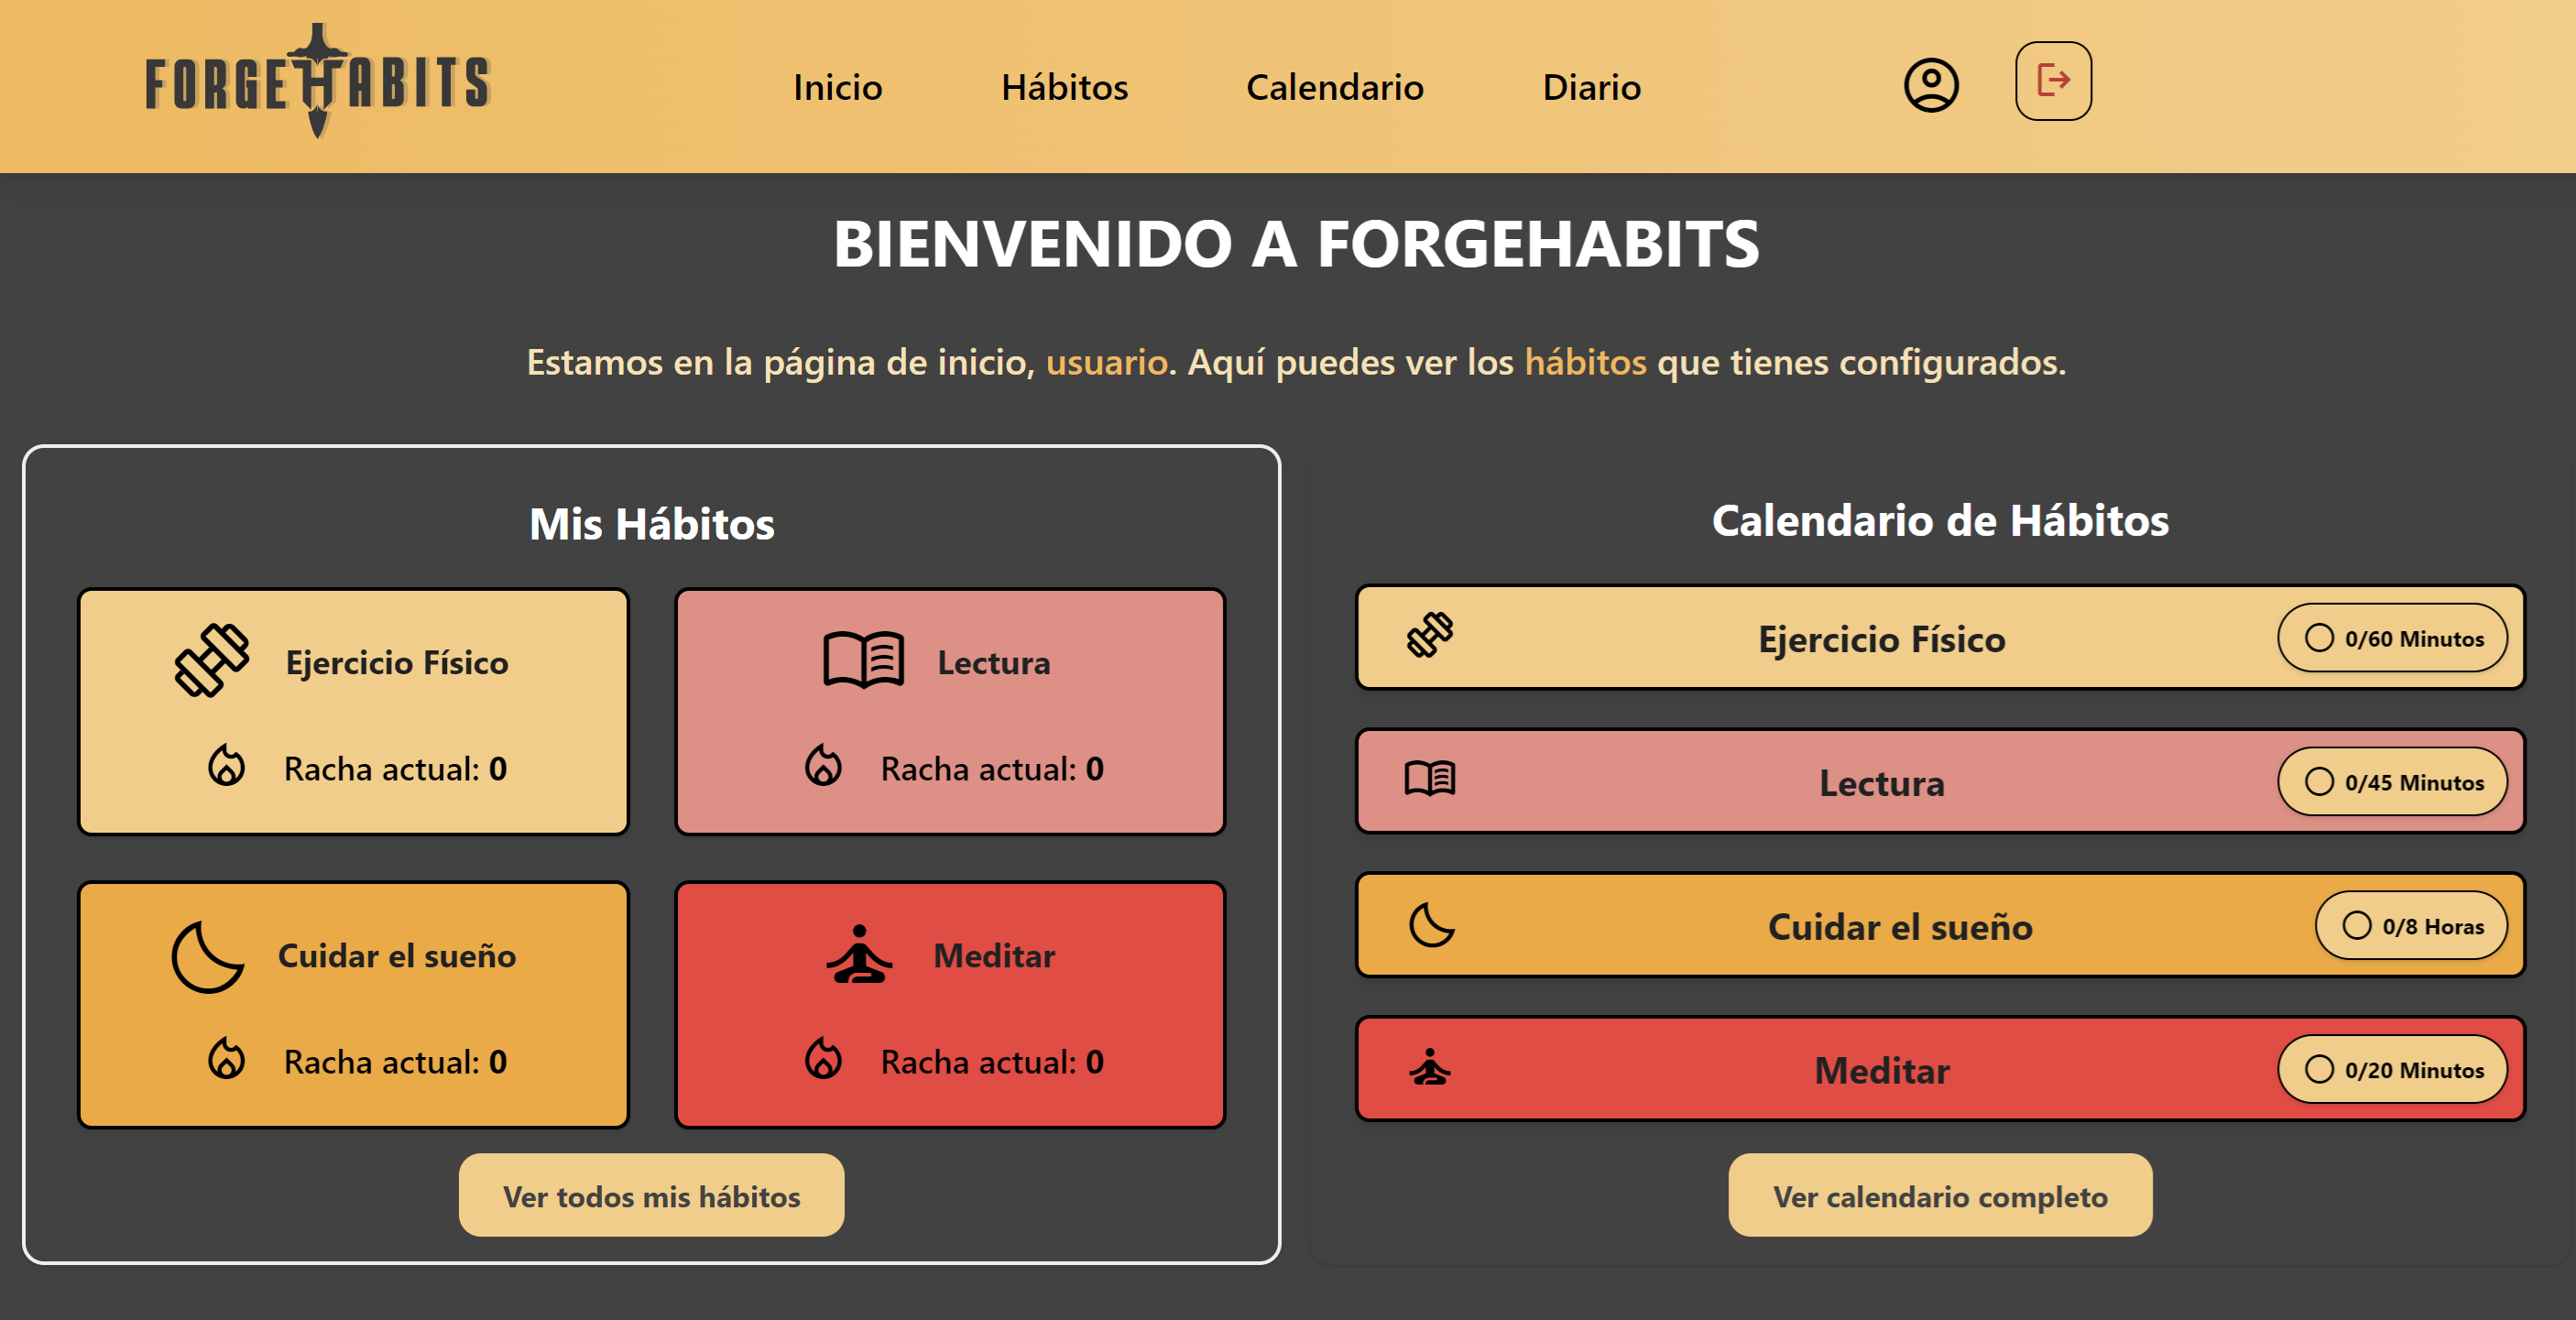 FORGEHABITS
Inicio
Hábitos
Calendario
Diario
BIENVENIDO A FORGEHABITS
Estamos en la página de inicio, usuario. Aquí puedes ver los hábitos que tienes configurados.
Mis Hábitos
Ejercicio Físico
Racha actual: 0
Lectura
Racha actual: 0
Cuidar el sueño
Racha actual: 0
Meditar
Racha actual: 0
Ver todos mis hábitos
Calendario de Hábitos
Ejercicio Físico
0/60 Minutos
Lectura
0/45 Minutos
Cuidar el sueño
0/8 Horas
Meditar
0/20 Minutos
Ver calendario completo